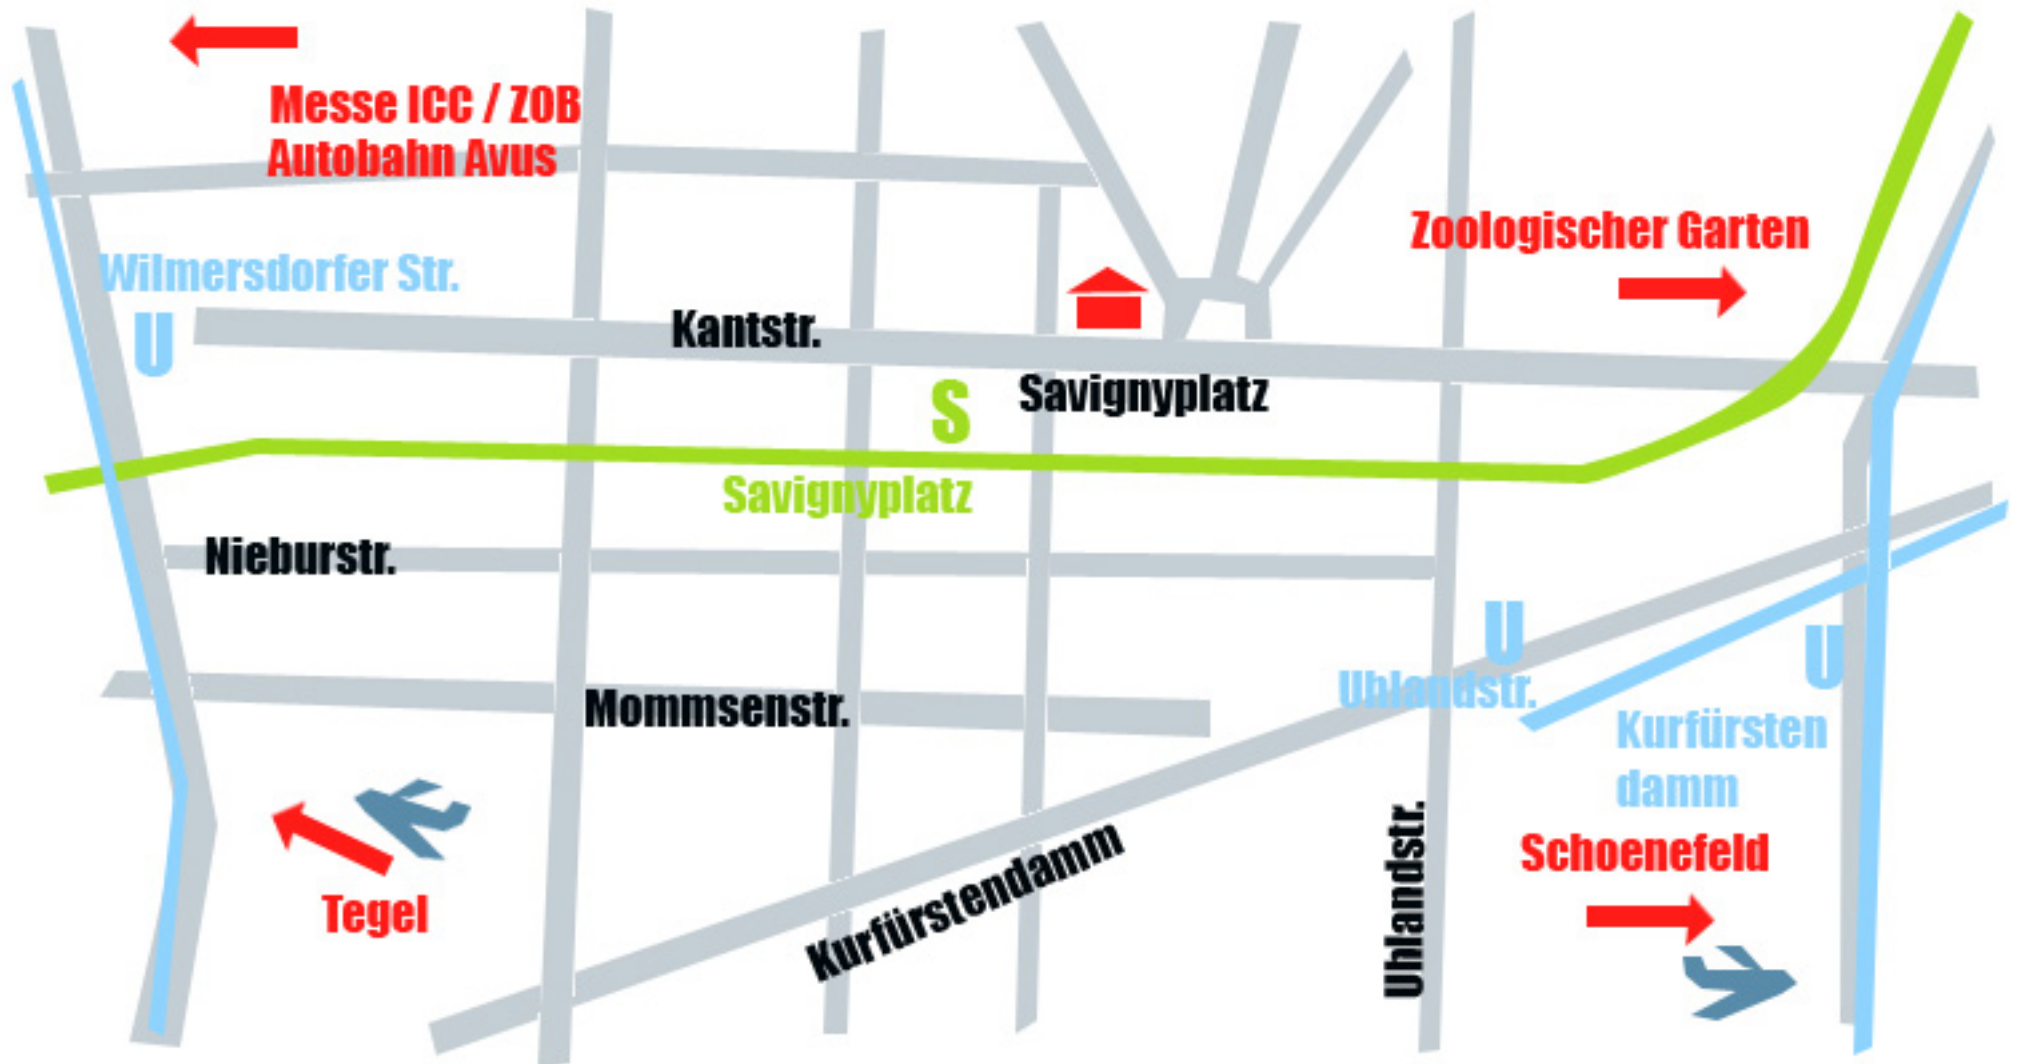 Messe ICC / ZOB
Autobahn Avus
Zoologischer Garten
Wilmersdorfer Str.
U
Kantstr.
S
Savignyplatz
Savignyplatz
Nieburstr.
U
Uhlandstr.
U
Kurfürsten
damm
Mommsenstr.
Tegel
Kurfürstendamm
Uhlandstr.
Schoenefeld